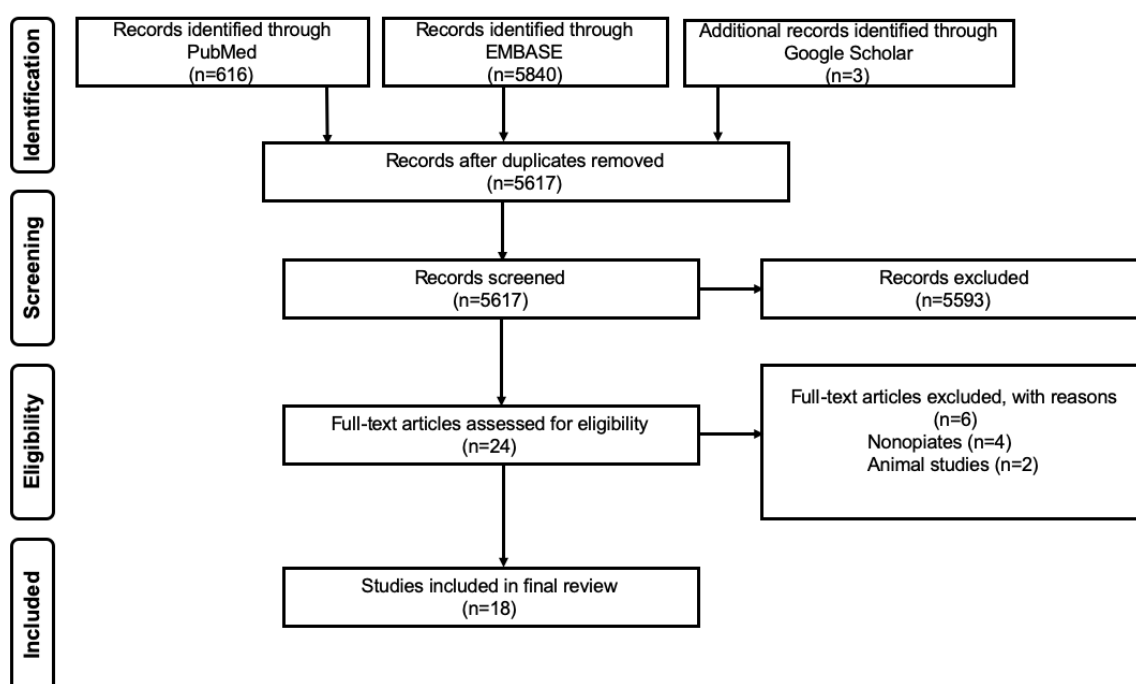 Identification
Records identified through
PubMed
(n=616)
Records identified through
EMBASE
(n=5840)
Additional records identified through
Google Scholar
(n=3)
Records after duplicates removed
(n=5617)
Screening
Records screened
(n=5617)
Records excluded
(n=5593)
Eligibility
Full-text articles assessed for eligibility
(n=24)
Full-text articles excluded, with reasons
(n=6)
Nonopiates (n=4)
Animal studies (n=2)
Included
Studies included in final review
(n=18)